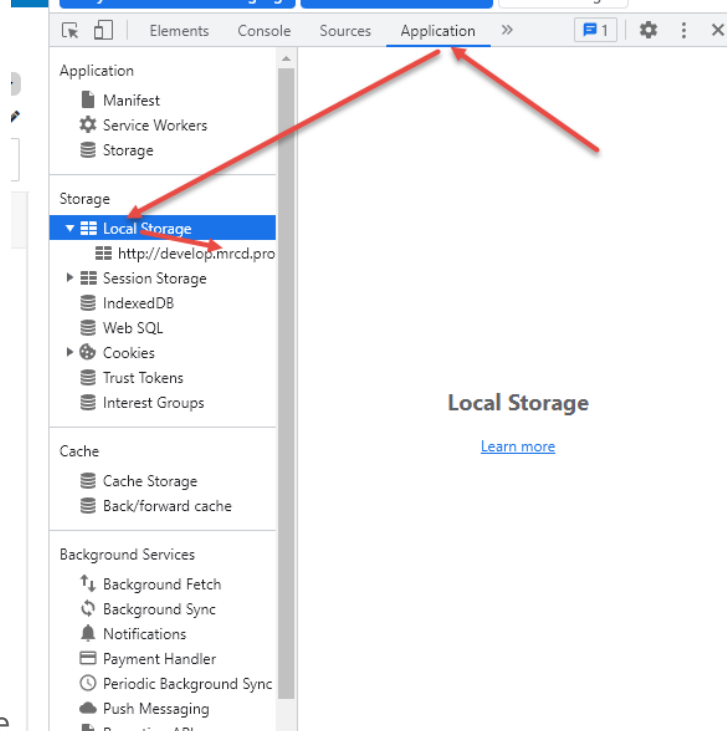 Elements Console Sources Application » 1
Application
Manifest
Service Workers
Storage
Storage
Local Storage
http://develop.mrcd.pro
Session Storage
IndexedDB
Web SQL
Cookies
Trust Tokens
Interest Groups
Local Storage
Learn more
Cache
Cache Storage
Back/forward cache
Background Services
Background Fetch
Background Sync
Notifications
Payment Handler
Periodic Background Sync
Push Messaging